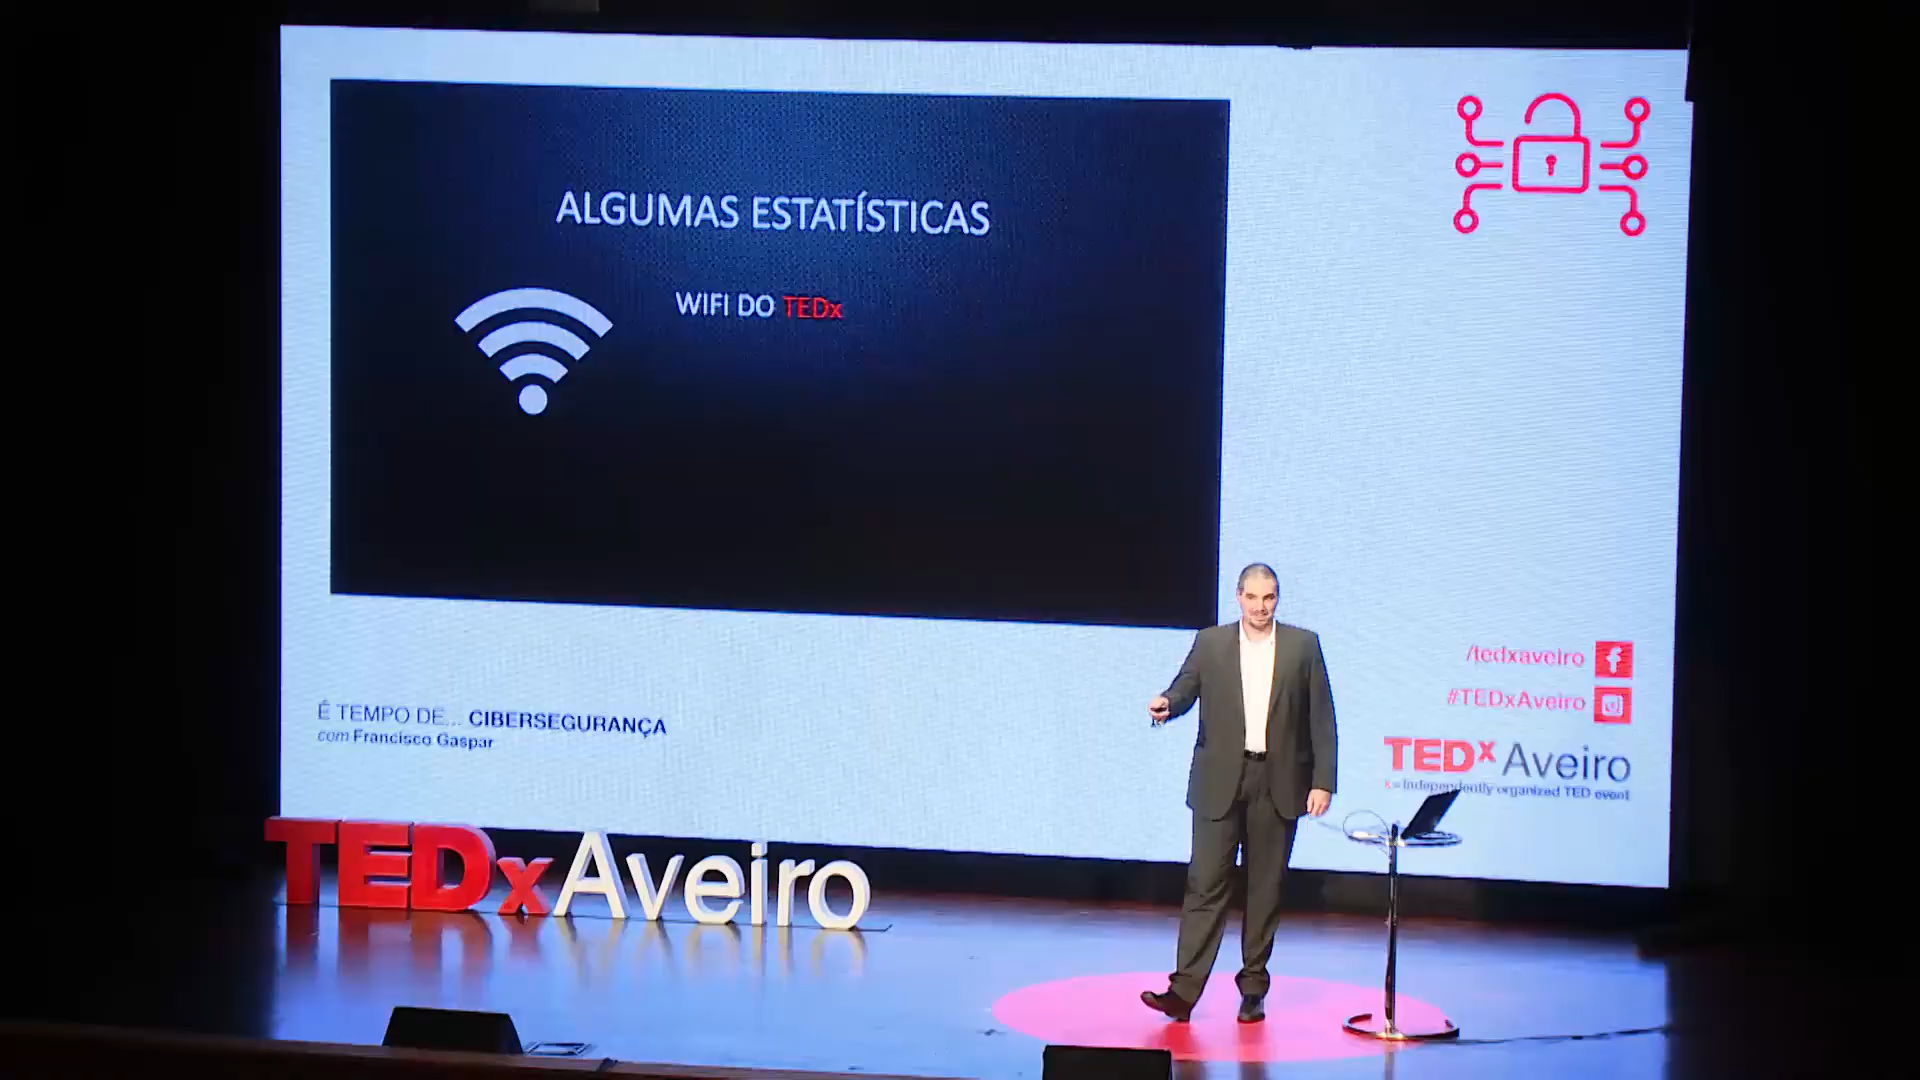 ALGUMAS ESTATÍSTICAS
WIFI DO TEDx
/tedxaveiro
#TEDxAveiro
TEDx Aveiro
x = independently organized TED event
É TEMPO DE... CIBERSEGURANÇA
com Francisco Gaspar
TEDxAveiro